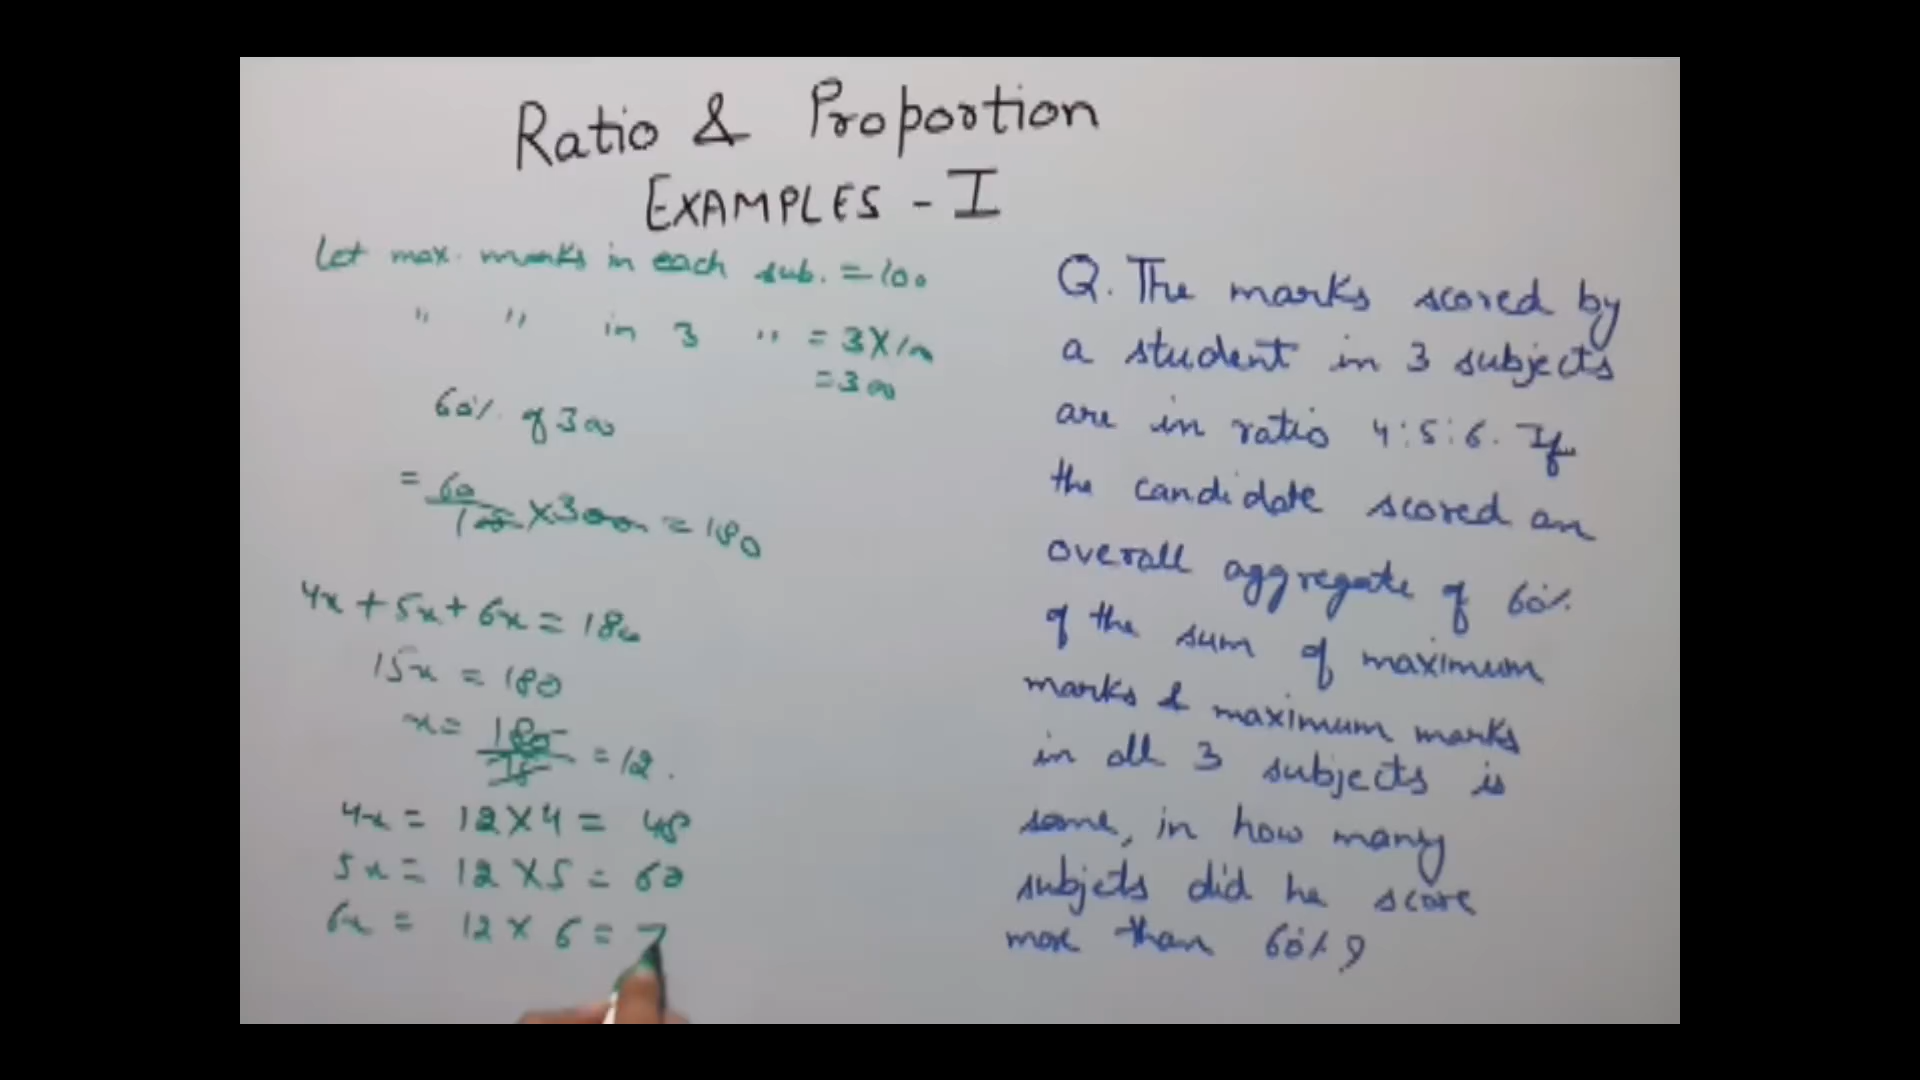 Ratio & Proportion
EXAMPLES - I
Let max. marks in each sub. = 100
" " in 3 " = 3 X 100
= 300
60% of 300
= 60/100 X 300 = 180
4x + 5x + 6x = 180
15x = 180
x = 180/15 = 12.
4x = 12 X 4 = 48
5x = 12 X 5 = 60
6x = 12 X 6 = 7
Q. The marks scored by
a student in 3 subjects
are in ratio 4:5:6. If
the candidate scored an
overall aggregate of 60%
of the sum of maximum
marks & maximum marks
in all 3 subjects is
same, in how many
subjets did he score
more than 60% ?